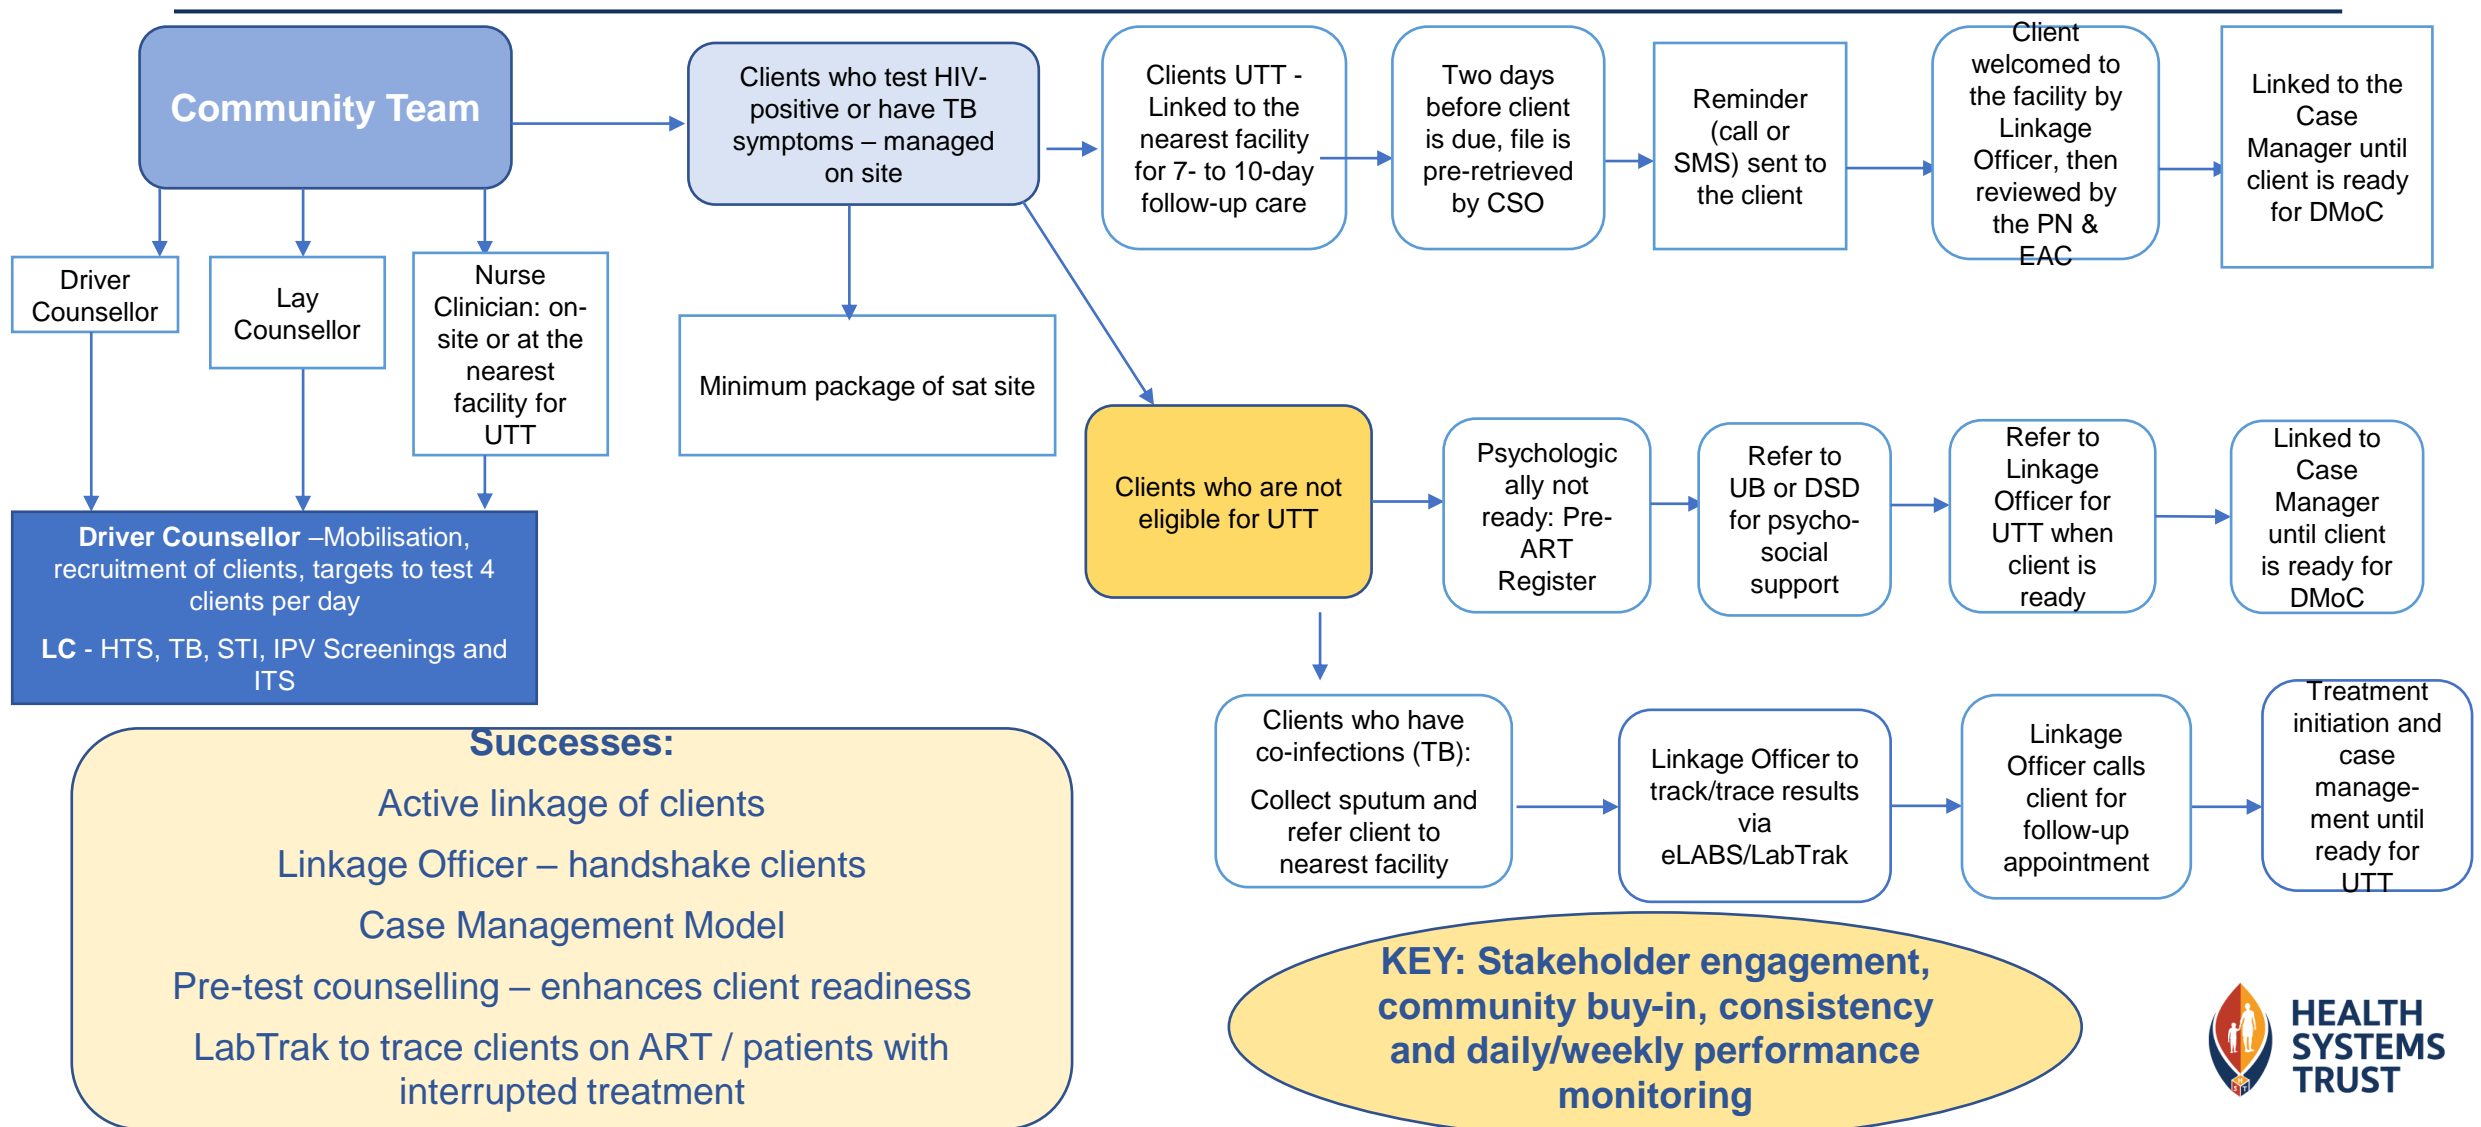 Community Team
Clients who test HIV-
positive or have TB
symptoms – managed
on site
Clients UTT -
Linked to the
nearest facility
for 7- to 10-day
follow-up care
Two days
before client
is due, file is
pre-retrieved
by CSO
Reminder
(call or
SMS) sent to
the client
Client
welcomed to
the facility by
Linkage
Officer, then
reviewed by
the PN &
EAC
Linked to the
Case
Manager until
client is ready
for DMoC
Driver
Counsellor
Lay
Counsellor
Nurse
Clinician: on-
site or at the
nearest
facility for
UTT
Minimum package of sat site
Clients who are not
eligible for UTT
Psychologic
ally not
ready: Pre-
ART
Register
Refer to
UB or DSD
for psycho-
social
support
Refer to
Linkage
Officer for
UTT when
client is
ready
Linked to
Case
Manager
until client
is ready for
DMoC
Driver Counsellor –Mobilisation,
recruitment of clients, targets to test 4
clients per day
LC - HTS, TB, STI, IPV Screenings and
ITS
Clients who have
co-infections (TB):
Collect sputum and
refer client to
nearest facility
Linkage Officer to
track/trace results
via
eLABS/LabTrak
Linkage
Officer calls
client for
follow-up
appointment
Treatment
initiation and
case
manage-
ment until
ready for
UTT
Successes:
Active linkage of clients
Linkage Officer – handshake clients
Case Management Model
Pre-test counselling – enhances client readiness
LabTrak to trace clients on ART / patients with
interrupted treatment
KEY: Stakeholder engagement,
community buy-in, consistency
and daily/weekly performance
monitoring
HEALTH
SYSTEMS
TRUST